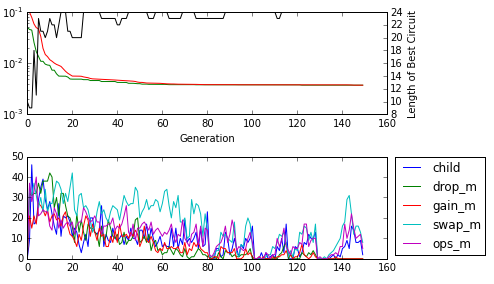 10⁻¹
10⁻²
10⁻³
24
22
20
18
16
14
12
10
8
Length of Best Circuit
0 20 40 60 80 100 120 140 160
Generation
50
40
30
20
10
0
0 20 40 60 80 100 120 140 160
child
drop_m
gain_m
swap_m
ops_m